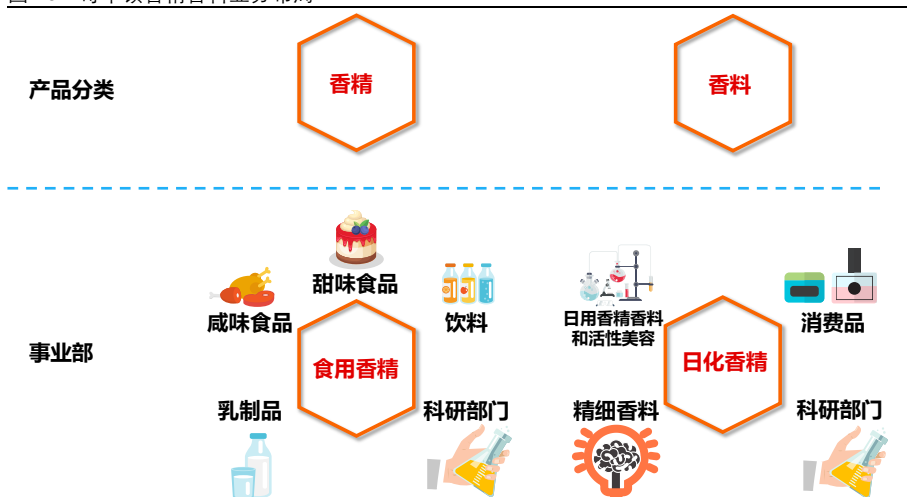 产品分类
香精
香料
事业部
甜味食品
咸味食品
饮料
食用香精
乳制品
科研部门
日用香精香料
和活性美容
消费品
日化香精
精细香料
科研部门